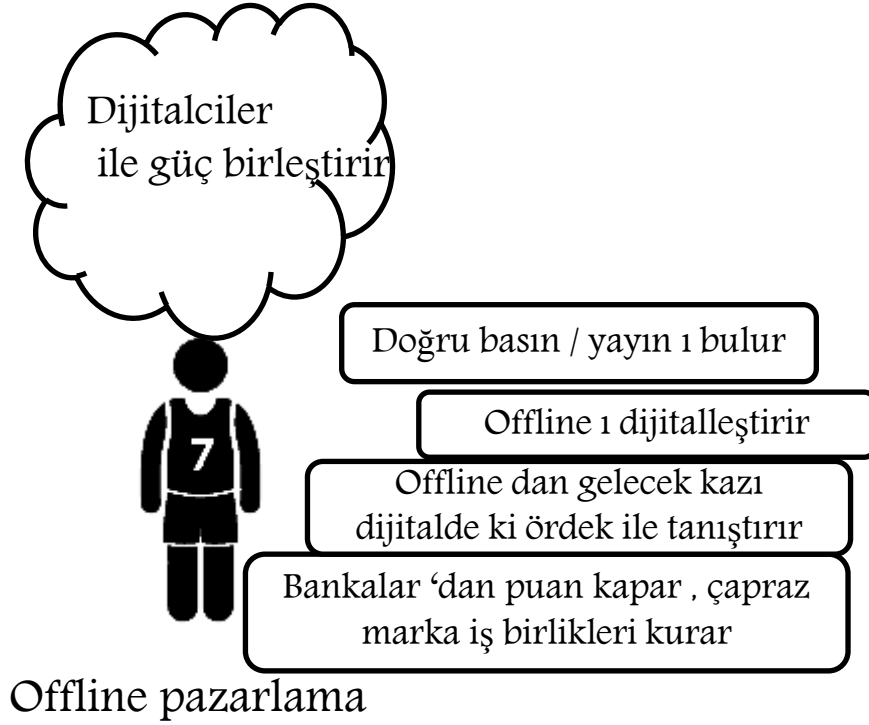 Dijitalciler
ile güç birleştirir
Doğru basın / yayın ı bulur
Offline ı dijitalleştirir
Offline dan gelecek kazı
dijitalde ki ördek ile tanıştırır
7
Bankalar ‘dan puan kapar , çapraz
marka iş birlikleri kurar
Offline pazarlama